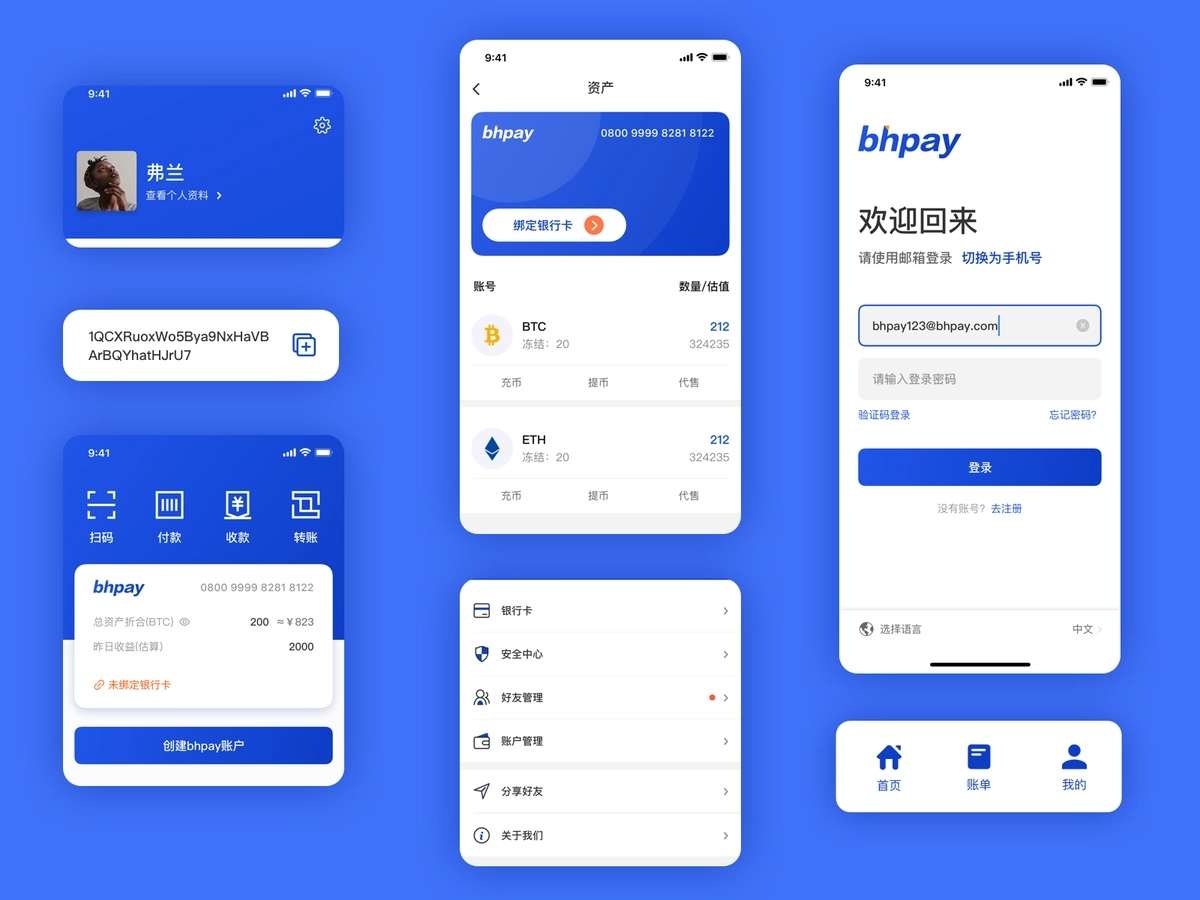 9:41
弗兰
查看个人资料
1QCXRuoxWo5Bya9NxHaVB
ArBQYhatHJrU7
9:41
扫码 付款 收款 转账
bhpay 0800 9999 8281 8122
总资产折合(BTC) 200 ≈¥823
昨日收益(估算) 2000
未绑定银行卡
创建bhpay账户
9:41
资产
bhpay 0800 9999 8281 8122
绑定银行卡
账号 数量/估值
BTC 212
冻结：20 324235
充币 提币 代售
ETH 212
冻结：20 324235
充币 提币 代售
银行卡
安全中心
好友管理
账户管理
分享好友
关于我们
9:41
bhpay
欢迎回来
请使用邮箱登录 切换为手机号
bhpay123@bhpay.com
请输入登录密码
验证码登录 忘记密码?
登录
没有账号? 去注册
选择语言 中文
首页 账单 我的